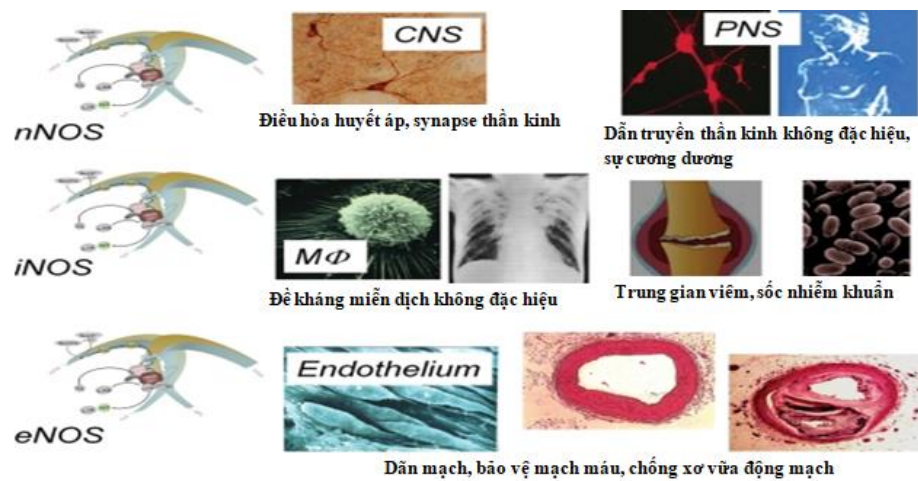 CNS
PNS
nNOS
Điều hòa huyết áp, synapse thần kinh
Dẫn truyền thần kinh không đặc hiệu,
sự cương dương
iNOS
MΦ
Đề kháng miễn dịch không đặc hiệu
Trung gian viêm, sốc nhiễm khuẩn
Endothelium
eNOS
Dãn mạch, bảo vệ mạch máu, chống xơ vữa động mạch